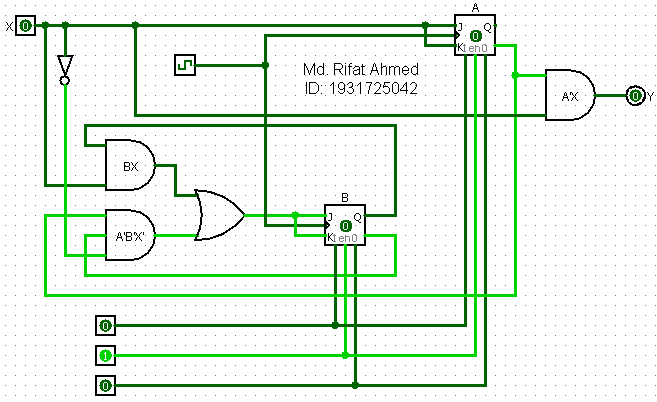 A
X 0
J Q
0
K en 0
Md. Rifat Ahmed
ID: 1931725042
A'X
0 Y
BX
B
A'B'X'
J Q
0
K en 0
0
1
0